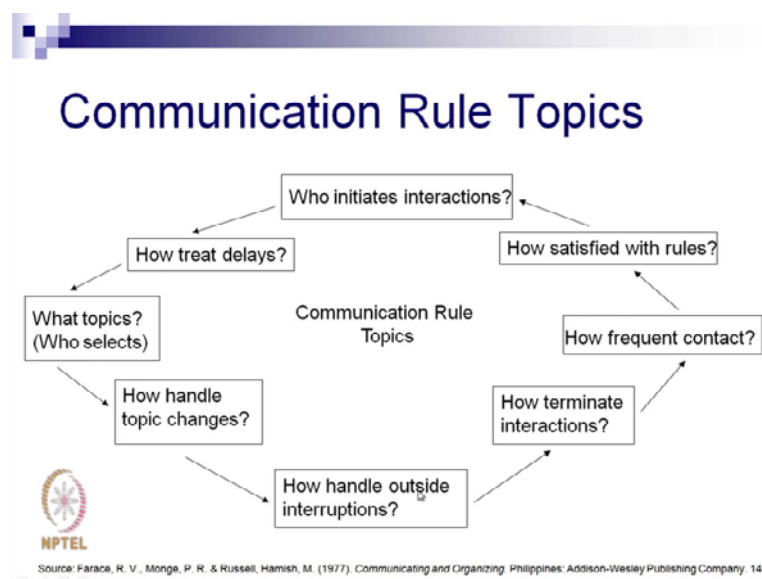 Communication Rule Topics
Who initiates interactions?
How treat delays?
What topics?
(Who selects)
How handle
topic changes?
How handle outside
interruptions?
How terminate
interactions?
How frequent contact?
How satisfied with rules?
Communication Rule
Topics
NPTEL
Source: Farace, R. V., Monge, P. R. & Russell, Hamish, M. (1977). Communicating and Organizing. Philippines: Addison-Wesley Publishing Company. 14